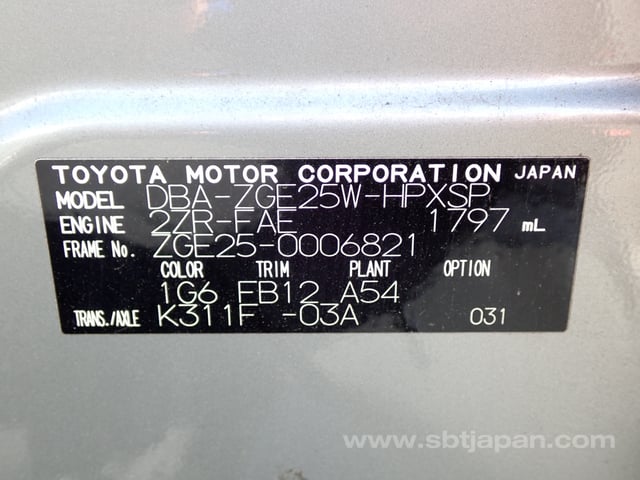 TOYOTA MOTOR CORPORATION JAPAN
MODEL DBA-ZGE25W-HPXSP
ENGINE 2ZR-FAE 1797 mL
FRAME No. ZGE25-0006821
COLOR TRIM PLANT OPTION
1G6 FB12 A54
TRANS./AXLE K311F -03A 031
www.sbtjapan.com